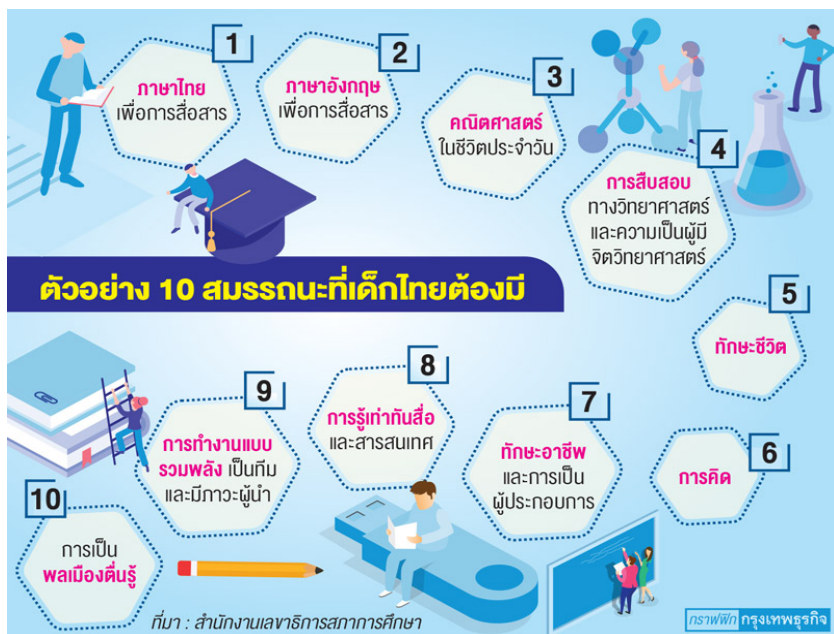 1
ภาษาไทย
เพื่อการสื่อสาร
2
ภาษาอังกฤษ
เพื่อการสื่อสาร
3
คณิตศาสตร์
ในชีวิตประจำวัน
4
การสืบสอบ
ทางวิทยาศาสตร์
และความเป็นผู้มี
จิตวิทยาศาสตร์
ตัวอย่าง 10 สมรรถนะที่เด็กไทยต้องมี
5
ทักษะชีวิต
6
การคิด
7
ทักษะอาชีพ
และการเป็น
ผู้ประกอบการ
8
การรู้เท่าทันสื่อ
และสารสนเทศ
9
การทำงานแบบ
รวมพลัง เป็นทีม
และมีภาวะผู้นำ
10
การเป็น
พลเมืองตื่นรู้
ที่มา : สำนักงานเลขาธิการสภาการศึกษา
กราฟฟิก กรุงเทพธุรกิจ